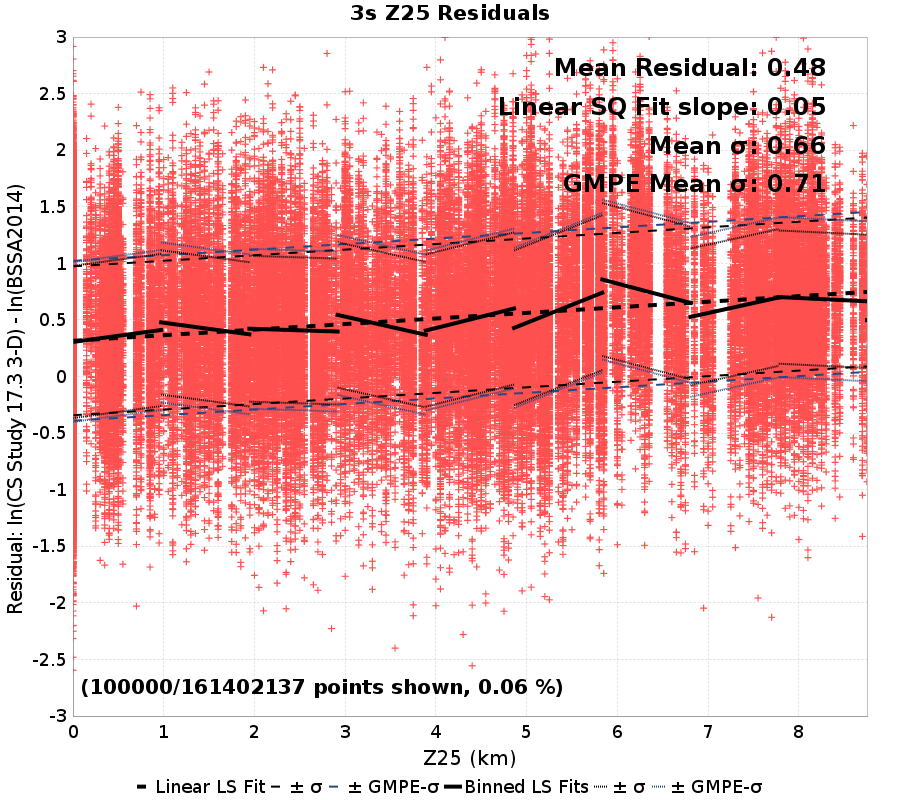 3s Z25 Residuals
Mean Residual: 0.48
Linear SQ Fit slope: 0.05
Mean σ: 0.66
GMPE Mean σ: 0.71
Residual: ln(CS Study 17.3 3-D) - ln(BSSA2014)
3
2.5
2
1.5
1
0.5
0
-0.5
-1
-1.5
-2
-2.5
-3
(100000/161402137 points shown, 0.06 %)
0 1 2 3 4 5 6 7 8
Z25 (km)
Linear LS Fit ± σ ± GMPE-σ Binned LS Fits ± σ ± GMPE-σ